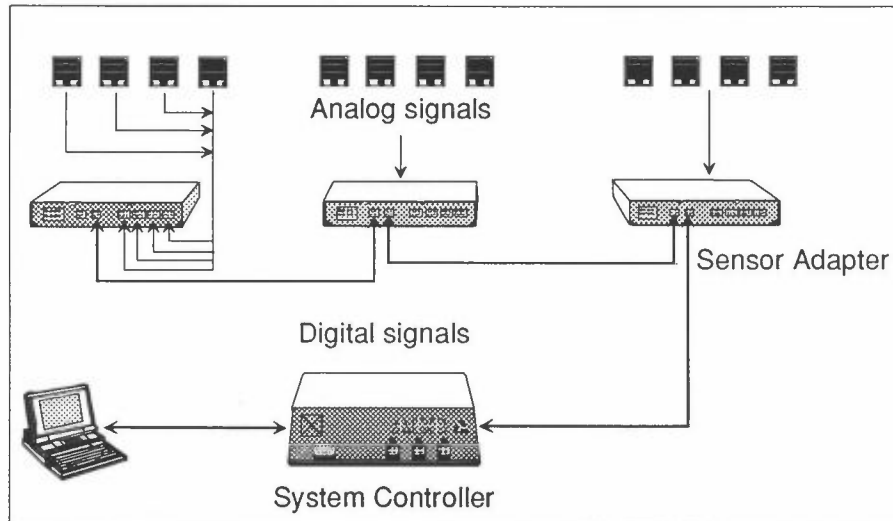 Analog signals
Sensor Adapter
Digital signals
System Controller